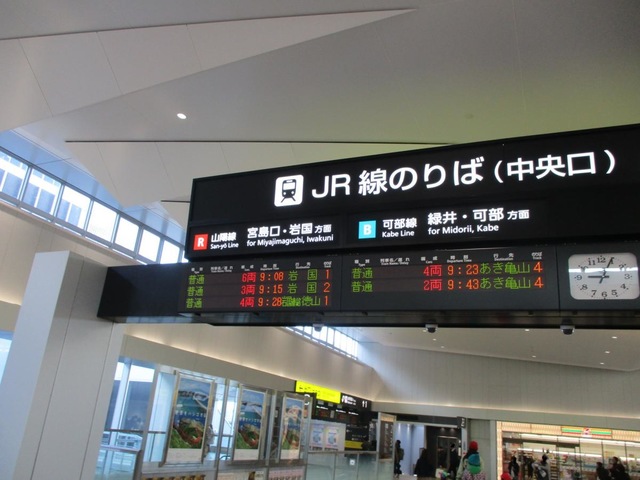 JR 線のりば (中央口)
R 山陽線 宮島口・岩国 方面
San-yō Line for Miyajimaguchi, Iwakuni
B 可部線 緑井・可部 方面
Kabe Line for Midorii, Kabe
普通 6両 9:08 岩国 1
普通 3両 9:15 岩国 2
普通 4両 9:28 徳山 1
普通 4両 9:23 あき亀山 4
普通 2両 9:43 あき亀山 4